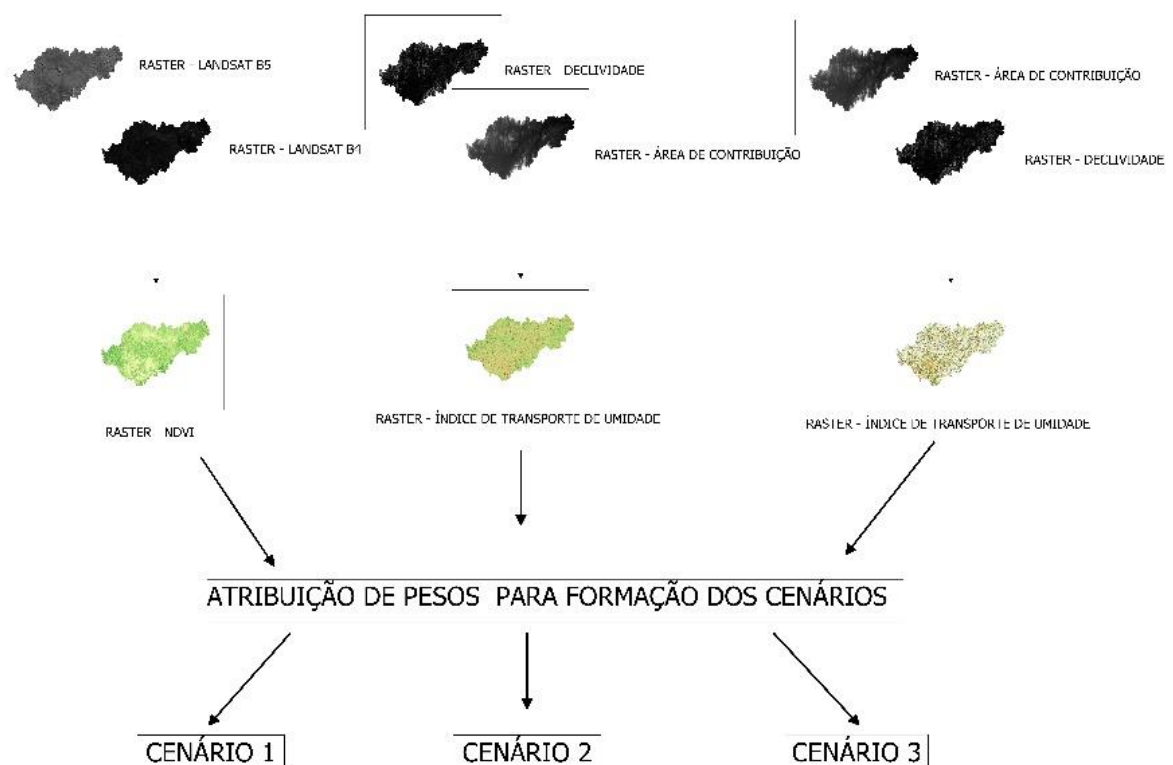 RASTER - LANDSAT B5
RASTER - LANDSAT B4
RASTER DECLIVIDADE
RASTER - ÁREA DE CONTRIBUIÇÃO
RASTER - ÁREA DE CONTRIBUIÇÃO
RASTER - DECLIVIDADE
RASTER NDVI
RASTER - ÍNDICE DE TRANSPORTE DE UMIDADE
RASTER - ÍNDICE DE TRANSPORTE DE UMIDADE
ATRIBUIÇÃO DE PESOS PARA FORMAÇÃO DOS CENÁRIOS
CENÁRIO 1
CENÁRIO 2
CENÁRIO 3